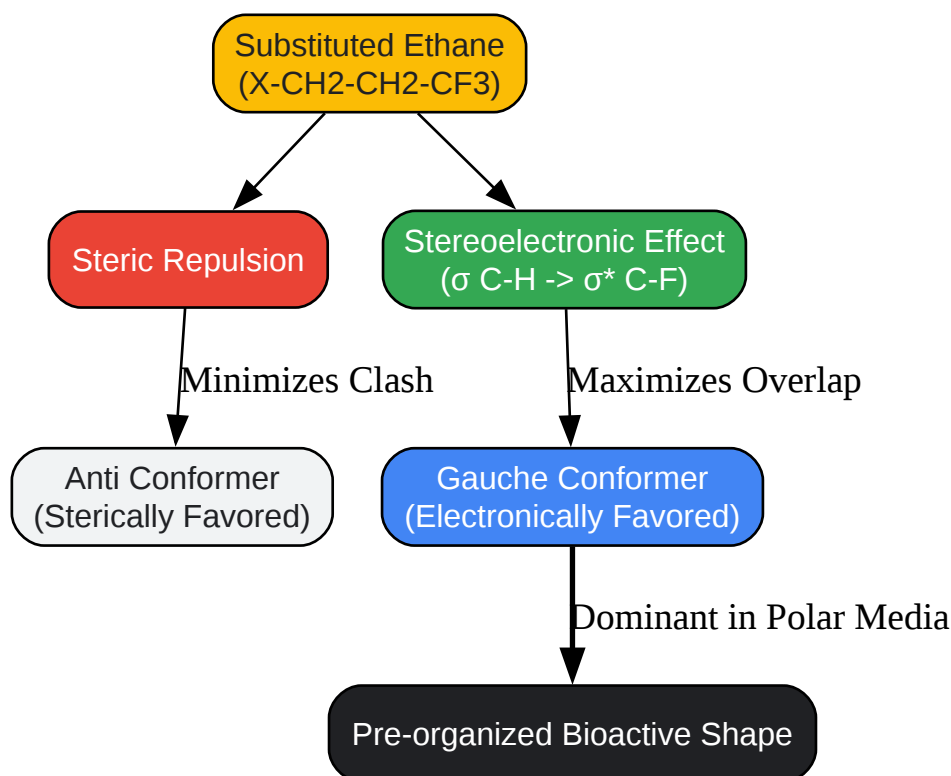 Substituted Ethane
(X-CH2-CH2-CF3)
Steric Repulsion
Stereoelectronic Effect
(σ C-H -> σ* C-F)
Minimizes Clash
Maximizes Overlap
Anti Conformer
(Sterically Favored)
Gauche Conformer
(Electronically Favored)
Dominant in Polar Media
Pre-organized Bioactive Shape